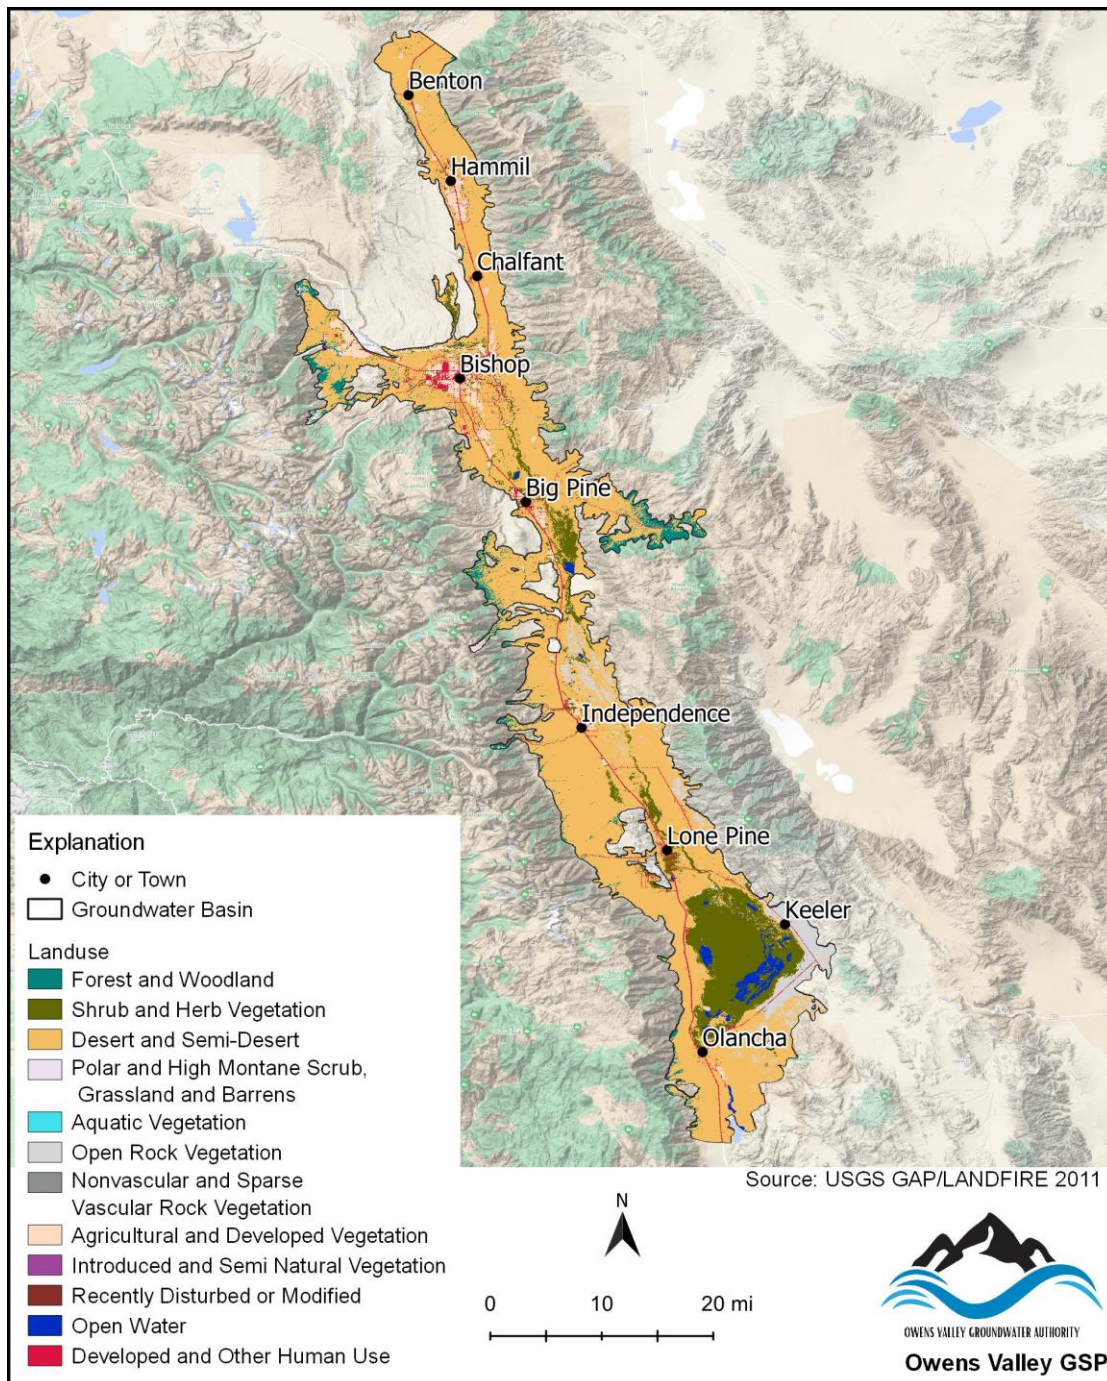 Benton
Hammil
Chalfant
Bishop
Big Pine
Independence
Lone Pine
Keeler
Olancha
Explanation
City or Town
Groundwater Basin
Landuse
Forest and Woodland
Shrub and Herb Vegetation
Desert and Semi-Desert
Polar and High Montane Scrub,
Grassland and Barrens
Aquatic Vegetation
Open Rock Vegetation
Nonvascular and Sparse
Vascular Rock Vegetation
Agricultural and Developed Vegetation
Introduced and Semi Natural Vegetation
Recently Disturbed or Modified
Open Water
Developed and Other Human Use
Source: USGS GAP/LANDFIRE 2011
N
0 10 20 mi
OWENS VALLEY GROUNDWATER AUTHORITY
Owens Valley GSP